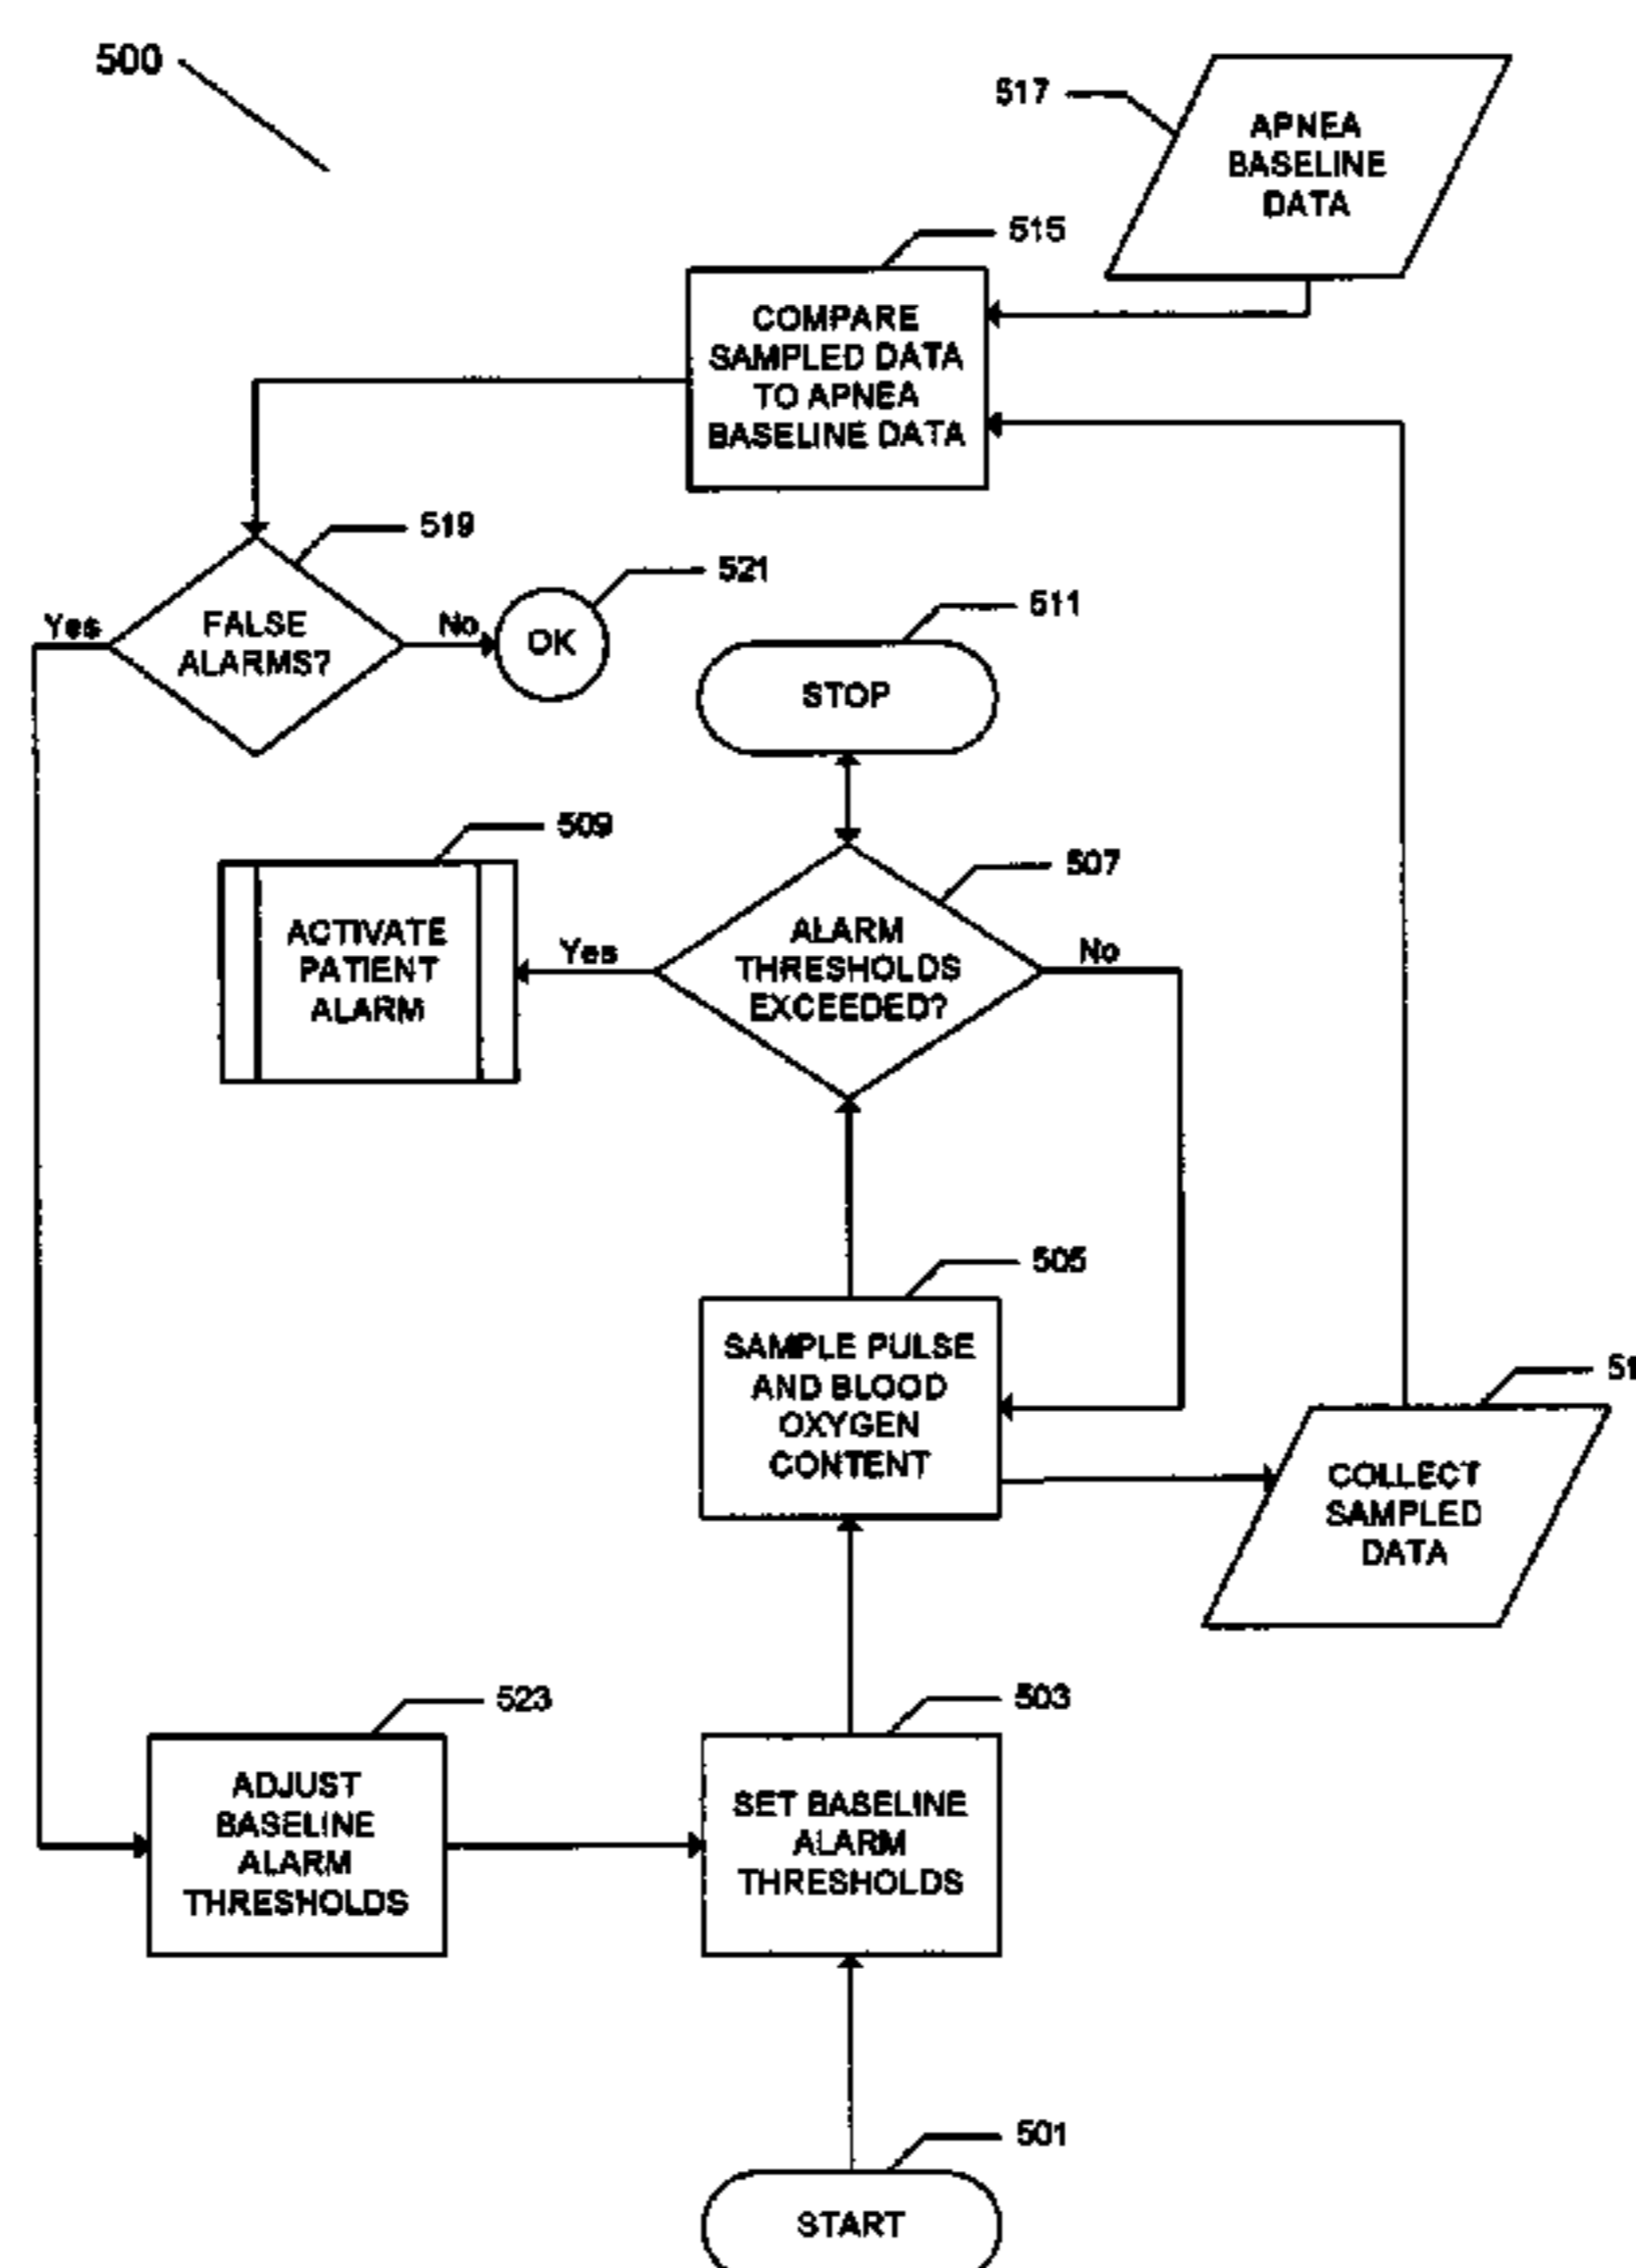 500
517
APNEA
BASELINE
DATA
515
COMPARE
SAMPLED DATA
TO APNEA
BASELINE DATA
519
521
511
Yes
FALSE
ALARMS?
No
OK
STOP
509
507
ACTIVATE
PATIENT
ALARM
Yes
ALARM
THRESHOLDS
EXCEEDED?
No
505
SAMPLE PULSE
AND BLOOD
OXYGEN
CONTENT
COLLECT
SAMPLED
DATA
523
503
ADJUST
BASELINE
ALARM
THRESHOLDS
SET BASELINE
ALARM
THRESHOLDS
501
START